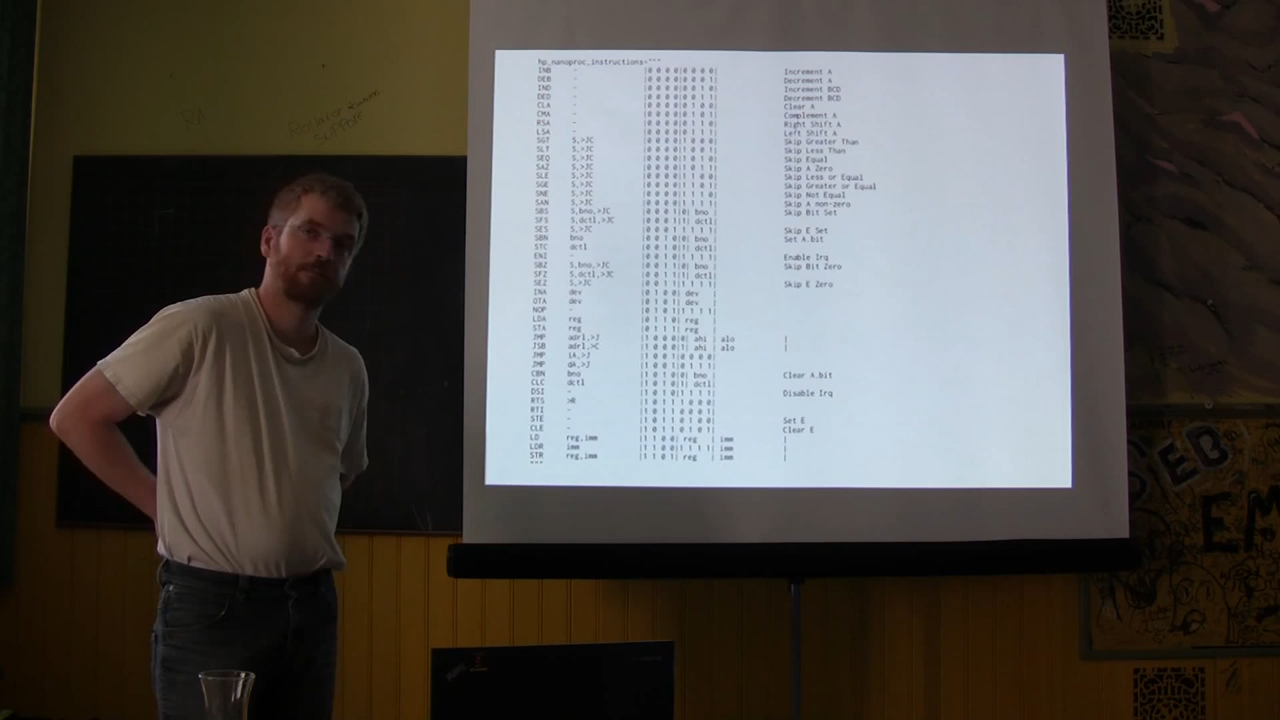 RA
SUPPORT
hp_nanoproc_instructions="""
INB - |0 0 0 0|0 0 0 0| Increment A
DEB - |0 0 0 0|0 0 0 1| Decrement A
IND - |0 0 0 0|0 0 1 0| Increment BCD
DED - |0 0 0 0|0 0 1 1| Decrement BCD
CLA - |0 0 0 0|0 1 0 0| Clear A
CMA - |0 0 0 0|0 1 0 1| Complement A
RSA - |0 0 0 0|0 1 1 0| Right Shift A
LSA - |0 0 0 0|0 1 1 1| Left Shift A
SGT S,>JC |0 0 0 0|1 0 0 0| Skip Greater Than
SLT S,>JC |0 0 0 0|1 0 0 1| Skip Less Than
SEQ S,>JC |0 0 0 0|1 0 1 0| Skip Equal
SAZ S,>JC |0 0 0 0|1 0 1 1| Skip A Zero
SLE S,>JC |0 0 0 0|1 1 0 0| Skip Less or Equal
SGE S,>JC |0 0 0 0|1 1 0 1| Skip Greater or Equal
SNE S,>JC |0 0 0 0|1 1 1 0| Skip Not Equal
SAN S,>JC |0 0 0 0|1 1 1 1| Skip A non-zero
SBS S,bno,>JC |0 0 0 1|0| bno | Skip Bit Set
SFS S,dctl,>JC |0 0 0 1|1| dctl|
SES S,>JC |0 0 0 1|1 1 1 1| Skip E Set
SBN bno |0 0 1 0|0| bno | Set A.bit
STC dctl |0 0 1 0|1| dctl|
ENI - |0 0 1 0|1 1 1 1| Enable Irq
SBZ S,bno,>JC |0 0 1 1|0| bno | Skip Bit Zero
SFZ S,dctl,>JC |0 0 1 1|1| dctl|
SEZ S,>JC |0 0 1 1|1 1 1 1| Skip E Zero
INA dev |0 1 0 0| dev |
OTA dev |0 1 0 1| dev |
NOP - |0 1 0 1|1 1 1 1|
LDA reg |0 1 1 0| reg |
STA reg |0 1 1 1| reg |
JMP adrl,>J |1 0 0 0|0| ahi | alo |
JSB adrl,>C |1 0 0 0|1| ahi | alo |
JMP iA,>J |1 0 0 1|0 0 0 0|
JMP dA,>J |1 0 0 1|0 1 1 1|
CBN bno |1 0 1 0|0| bno | Clear A.bit
CLC dctl |1 0 1 0|1| dctl|
DSI - |1 0 1 0|1 1 1 1| Disable Irq
RTS >R |1 0 1 1|1 0 0 0|
RTI - |1 0 1 1|0 0 0 1|
STE - |1 0 1 1|0 1 0 0| Set E
CLE - |1 0 1 1|0 1 0 1| Clear E
LD reg,imm |1 1 0 0| reg | imm |
LDR imm |1 1 0 0|1 1 1 1| imm |
STR reg,imm |1 1 0 1| reg | imm |
"""
EB
EM